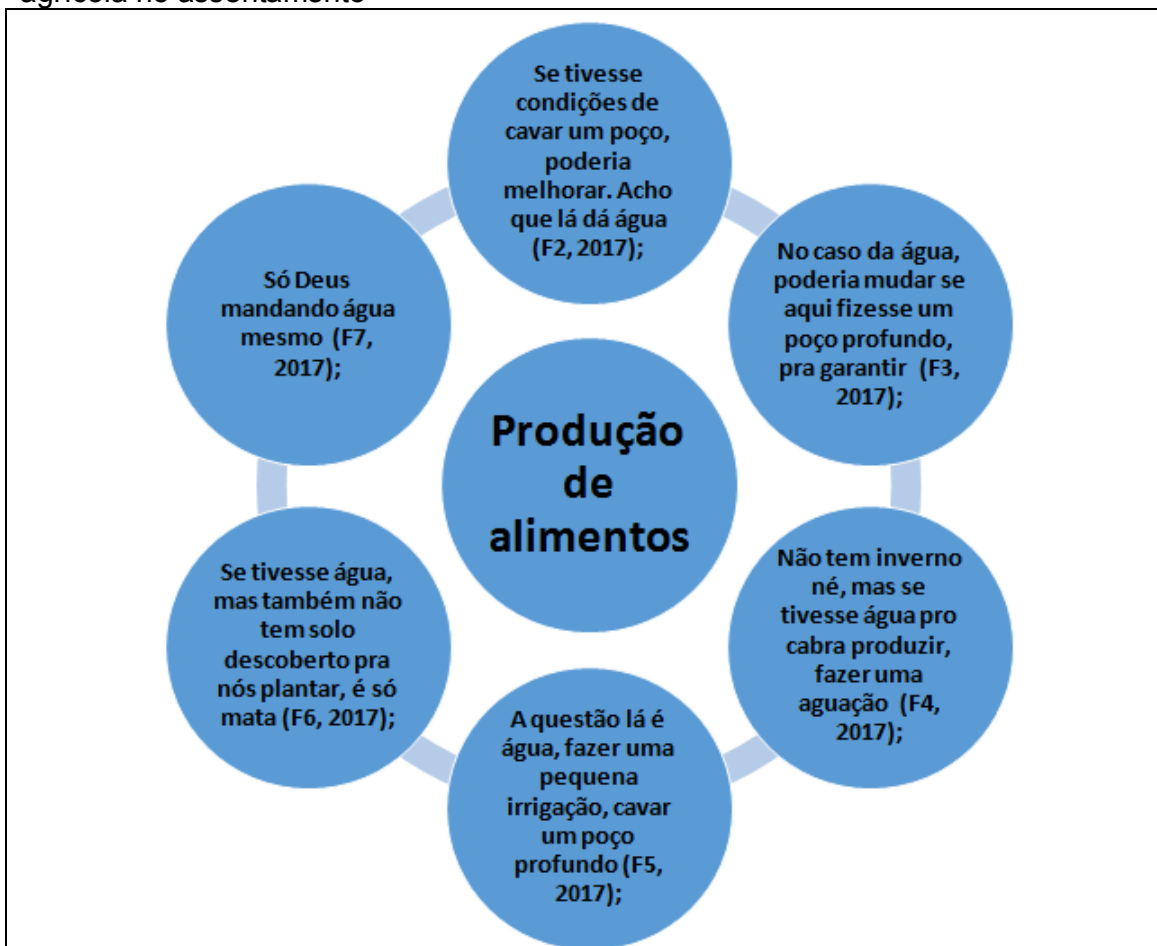 agrícola no assentamento
Se tivesse
condições de
cavar um poço,
poderia
melhorar. Acho
que lá dá água
(F2, 2017);
No caso da água,
poderia mudar se
aqui fizesse um
poço profundo,
pra garantir (F3,
2017);
Não tem inverno
né, mas se
tivesse água pro
cabra produzir,
fazer uma
aguação (F4,
2017);
A questão lá é
água, fazer uma
pequena
irrigação, cavar
um poço
profundo (F5,
2017);
Se tivesse água,
mas também não
tem solo
descoberto pra
nós plantar, é só
mata (F6, 2017);
Só Deus
mandando água
mesmo (F7,
2017);
Produção
de
alimentos